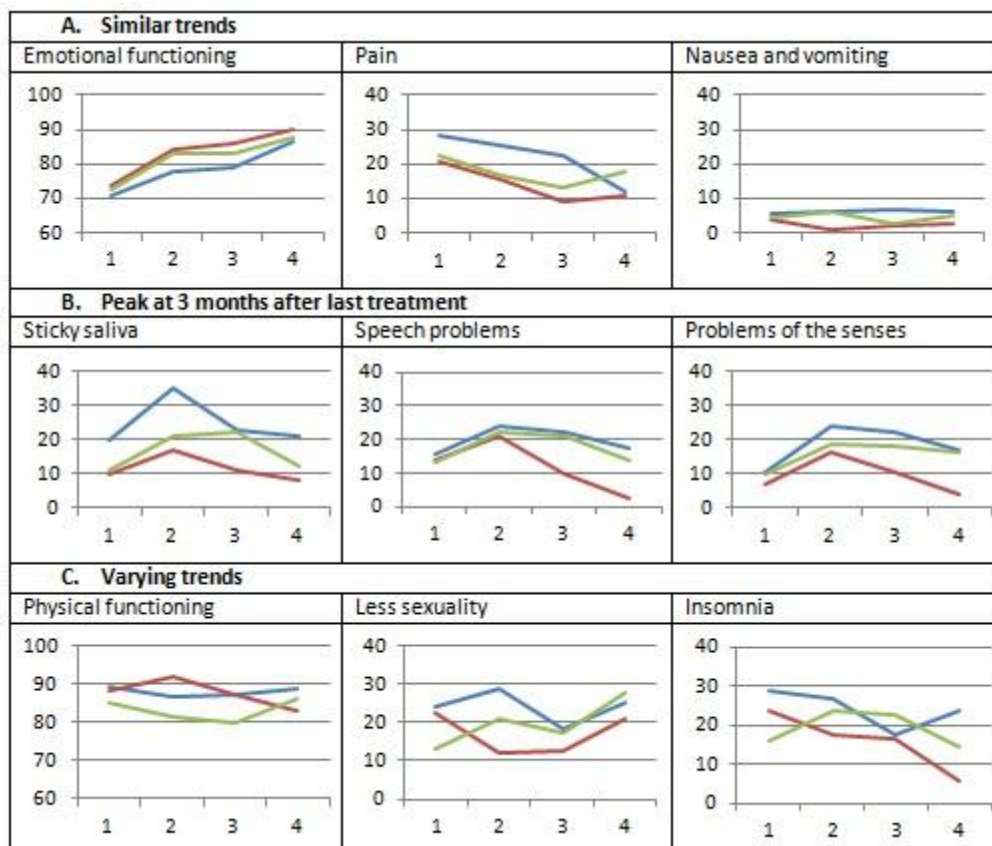 A. Similar trends
Emotional functioning Pain Nausea and vomiting
100 40 40
90 30 30
80 20 20
70 10 10
60 0 0
1 2 3 4 1 2 3 4 1 2 3 4
B. Peak at 3 months after last treatment
Sticky saliva Speech problems Problems of the senses
40 40 40
30 30 30
20 20 20
10 10 10
0 0 0
1 2 3 4 1 2 3 4 1 2 3 4
C. Varying trends
Physical functioning Less sexuality Insomnia
100 40 40
90 30 30
80 20 20
70 10 10
60 0 0
1 2 3 4 1 2 3 4 1 2 3 4